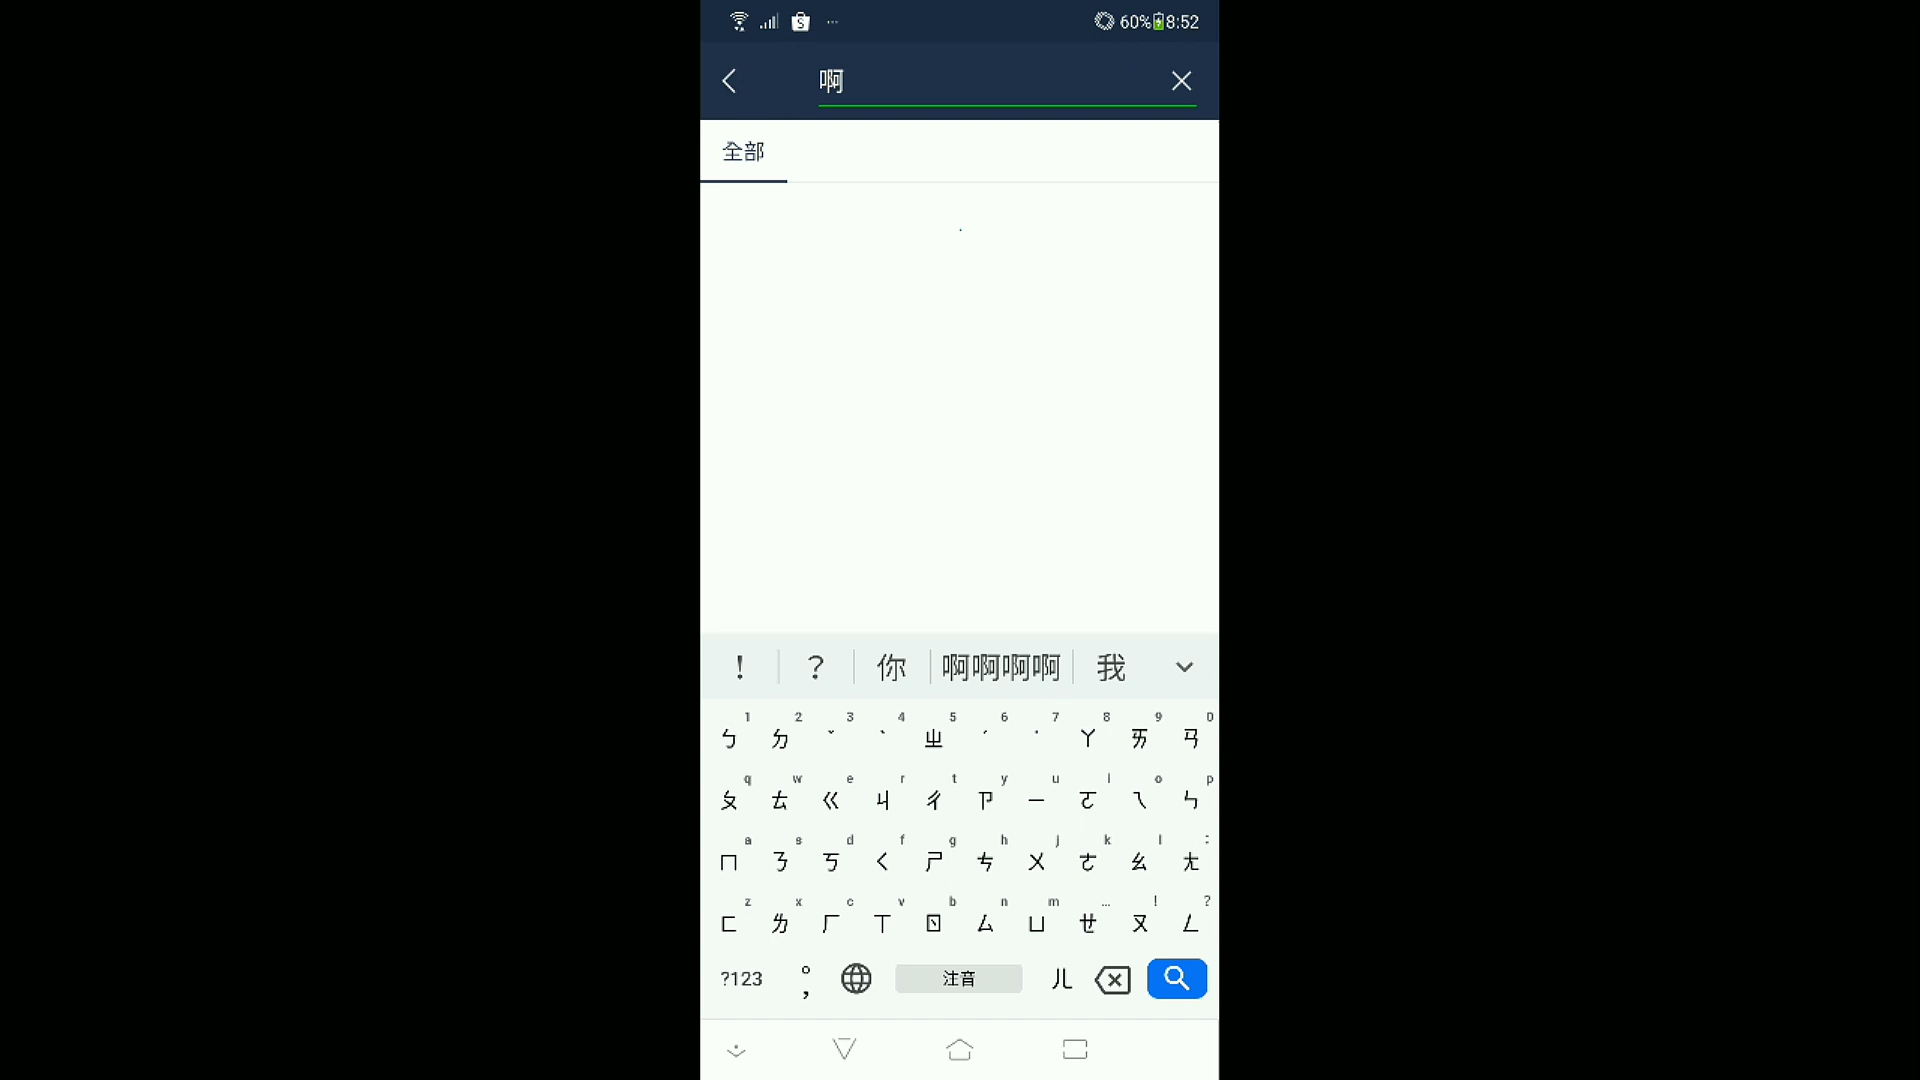 60% 8:52
啊
全部
! ? 你 啊啊啊啊 我
1 2 3 4 5 6 7 8 9 0
ㄅ ㄉ ˇ ˋ ㄓ ˊ ˙ ㄚ ㄞ ㄢ
q w e r t y u i o p
ㄆ ㄊ ㄍ ㄐ ㄔ ㄗ ㄧ ㄛ ㄟ ㄣ
a s d f g h j k l :
ㄇ ㄋ ㄎ ㄑ ㄕ ㄘ ㄨ ㄜ ㄠ ㄤ
z x c v b n m … ! ?
ㄈ ㄌ ㄏ ㄒ ㄖ ㄙ ㄩ ㄝ ㄡ ㄥ
?123 ° , 注音 ㄦ